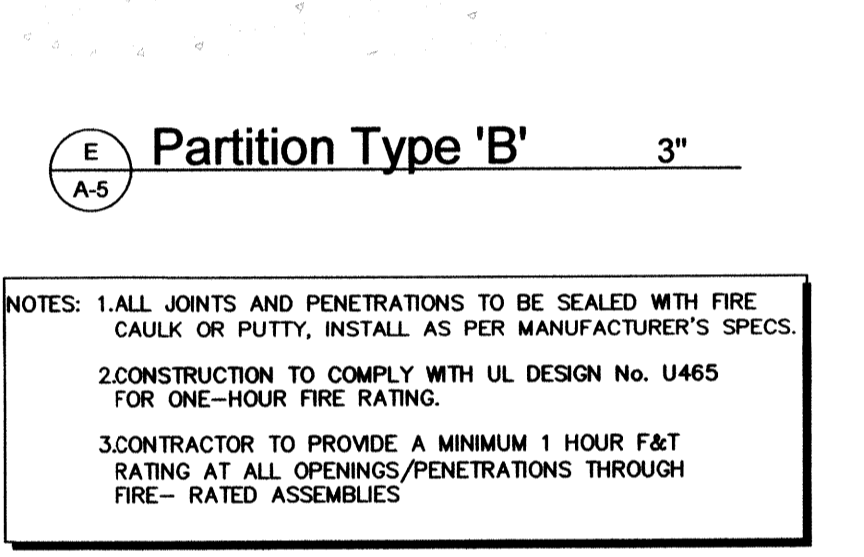 E
A-5
Partition Type 'B' 3"
NOTES: 1.ALL JOINTS AND PENETRATIONS TO BE SEALED WITH FIRE
CAULK OR PUTTY, INSTALL AS PER MANUFACTURER'S SPECS.
2.CONSTRUCTION TO COMPLY WITH UL DESIGN No. U465
FOR ONE-HOUR FIRE RATING.
3.CONTRACTOR TO PROVIDE A MINIMUM 1 HOUR F&T
RATING AT ALL OPENINGS/PENETRATIONS THROUGH
FIRE- RATED ASSEMBLIES